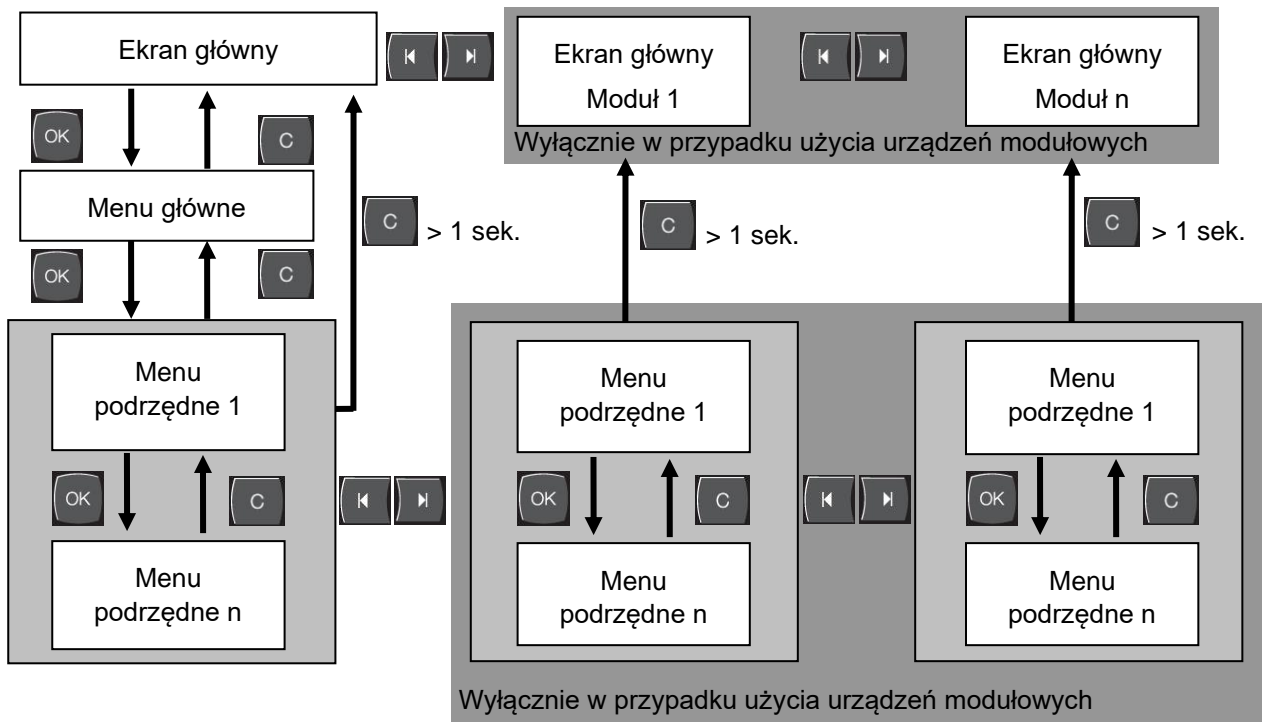 Ekran główny
Ekran główny
Moduł 1
Ekran główny
Moduł n
Wyłącznie w przypadku użycia urządzeń modułowych
OK
C
Menu główne
C > 1 sek.
C > 1 sek.
C > 1 sek.
OK
C
Menu
podrzędne 1
OK
C
Menu
podrzędne n
Menu
podrzędne 1
OK
C
Menu
podrzędne n
Menu
podrzędne 1
OK
C
Menu
podrzędne n
Wyłącznie w przypadku użycia urządzeń modułowych